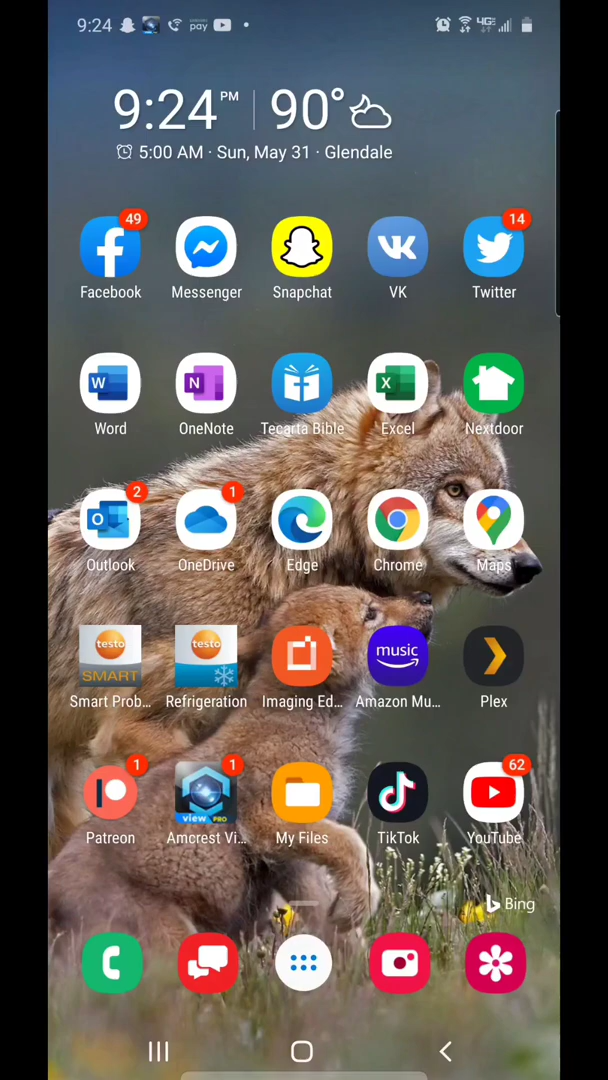 9:24 pay 4GE
9:24 PM 90°
5:00 AM · Sun, May 31 · Glendale
49 14
Facebook Messenger Snapchat VK Twitter
W N X
Word OneNote Tecarta Bible Excel Nextdoor
2 1
O
Outlook OneDrive Edge Chrome Maps
testo testo music
SMART
Smart Prob... Refrigeration Imaging Ed... Amazon Mu... Plex
1 1 62
view PRO
Patreon Amcrest Vi... My Files TikTok YouTube
Bing